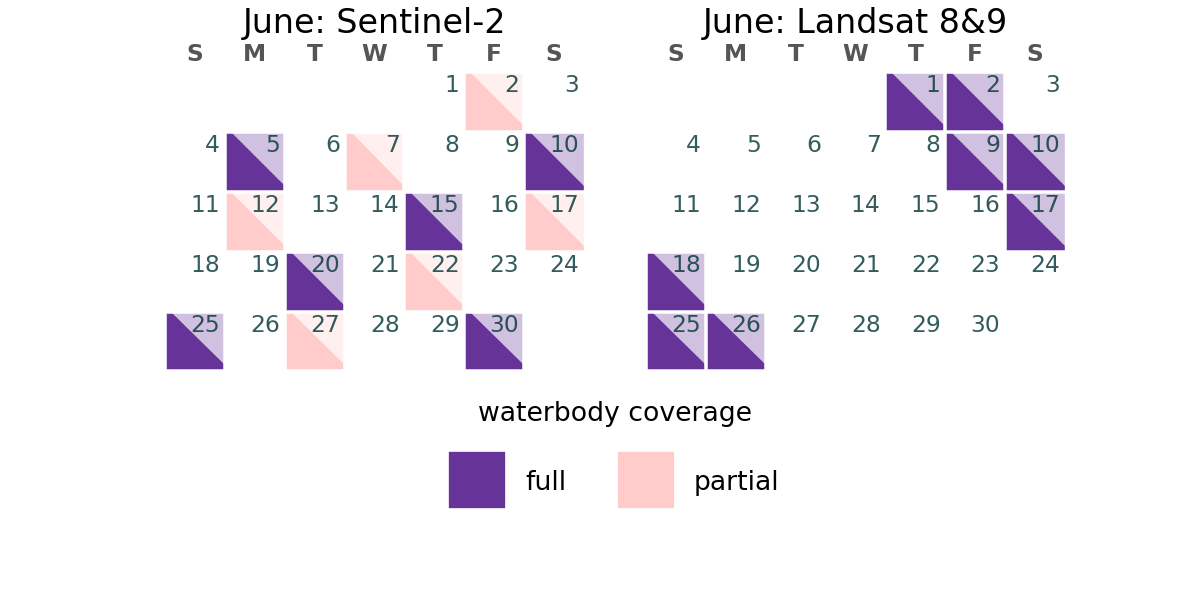 June: Sentinel-2
S M T W T F S
1 2 3
4 5 6 7 8 9 10
11 12 13 14 15 16 17
18 19 20 21 22 23 24
25 26 27 28 29 30
June: Landsat 8&9
S M T W T F S
1 2 3
4 5 6 7 8 9 10
11 12 13 14 15 16 17
18 19 20 21 22 23 24
25 26 27 28 29 30
waterbody coverage
full partial